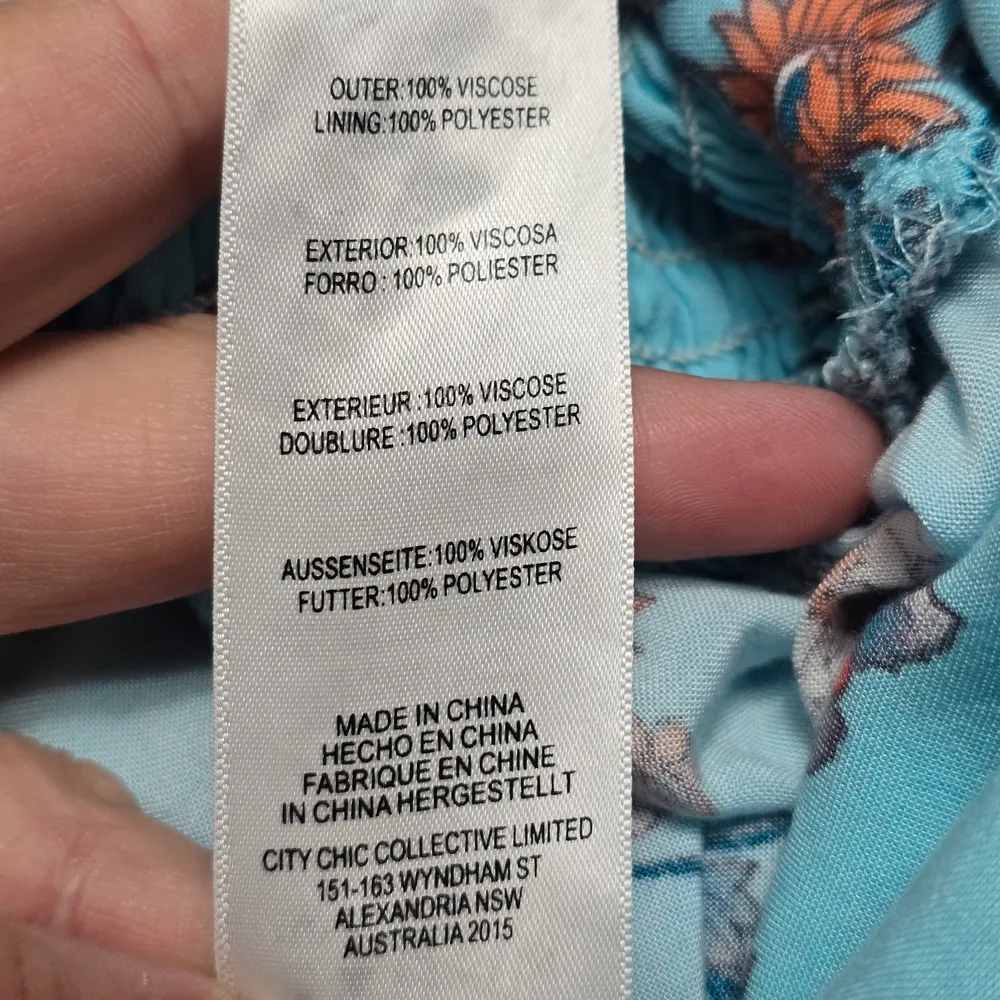 OUTER:100% VISCOSE
LINING:100% POLYESTER
EXTERIOR:100% VISCOSA
FORRO : 100% POLIESTER
EXTERIEUR :100% VISCOSE
DOUBLURE :100% POLYESTER
AUSSENSEITE:100% VISKOSE
FUTTER:100% POLYESTER
MADE IN CHINA
HECHO EN CHINA
FABRIQUE EN CHINE
IN CHINA HERGESTELLT
CITY CHIC COLLECTIVE LIMITED
151-163 WYNDHAM ST
ALEXANDRIA NSW
AUSTRALIA 2015